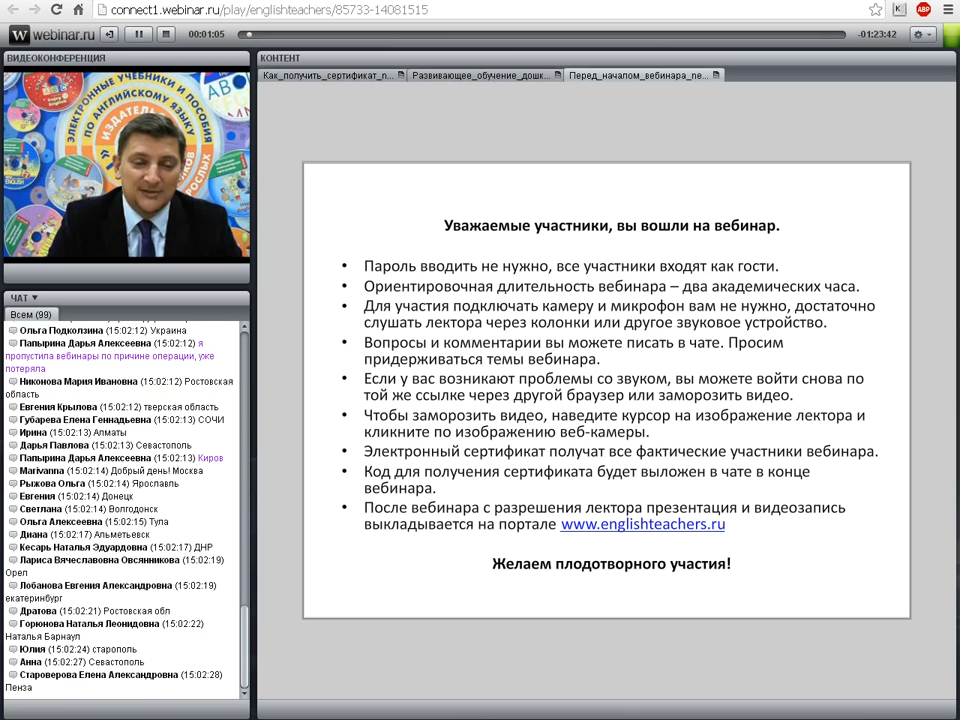 connect1.webinar.ru/play/englishteachers/85733-14081515
K
ABP
W webinar.ru
00:01:05
-01:23:42
ВИДЕОКОНФЕРЕНЦИЯ
ЭЛЕКТРОННЫЕ УЧЕБНИКИ И ПОСОБИЯ
ПО АНГЛИЙСКОМУ ЯЗЫКУ
ENGLISH
ЧАТ
Всем (99)
Ольга Подколзина (15:02:12) Украина
Папырина Дарья Алексеевна (15:02:12) я
пропустила вебинары по причине операции, уже
потеряла
Никонова Мария Ивановна (15:02:12) Ростовская
область
Евгения Крылова (15:02:12) тверская область
Губарева Елена Геннадьевна (15:02:13) СОЧИ
Ирина (15:02:13) Алматы
Дарья Павлова (15:02:13) Севастополь
Папырина Дарья Алексеевна (15:02:13) Киров
Marivanna (15:02:14) Добрый день! Москва
Рыжова Ольга (15:02:14) Ярославль
Евгения (15:02:14) Донецк
Светлана (15:02:14) Волгодонск
Ольга Алексеевна (15:02:15) Тула
Диана (15:02:17) Альметьевск
Кесарь Наталья Эдуардовна (15:02:17) ДНР
Лариса Вячеславовна Овсянникова (15:02:19)
Орел
Лобанова Евгения Александровна (15:02:19)
екатеринбург
Дратова (15:02:21) Ростовская обл
Горюнова Наталья Леонидовна (15:02:22)
Наталья Барнаул
Юлия (15:02:24) старополь
Анна (15:02:27) Севастополь
Староверова Елена Александровна (15:02:28)
Пенза
КОНТЕНТ
Как_получить_сертификат_п...
Развивающее_обучение_дошк...
Перед_началом_вебинара_пе...
Уважаемые участники, вы вошли на вебинар.
• Пароль вводить не нужно, все участники входят как гости.
• Ориентировочная длительность вебинара – два академических часа.
• Для участия подключать камеру и микрофон вам не нужно, достаточно
слушать лектора через колонки или другое звуковое устройство.
• Вопросы и комментарии вы можете писать в чате. Просим
придерживаться темы вебинара.
• Если у вас возникают проблемы со звуком, вы можете войти снова по
той же ссылке через другой браузер или заморозить видео.
• Чтобы заморозить видео, наведите курсор на изображение лектора и
кликните по изображению веб-камеры.
• Электронный сертификат получат все фактические участники вебинара.
• Код для получения сертификата будет выложен в чате в конце
вебинара.
• После вебинара с разрешения лектора презентация и видеозапись
выкладывается на портале www.englishteachers.ru
Желаем плодотворного участия!